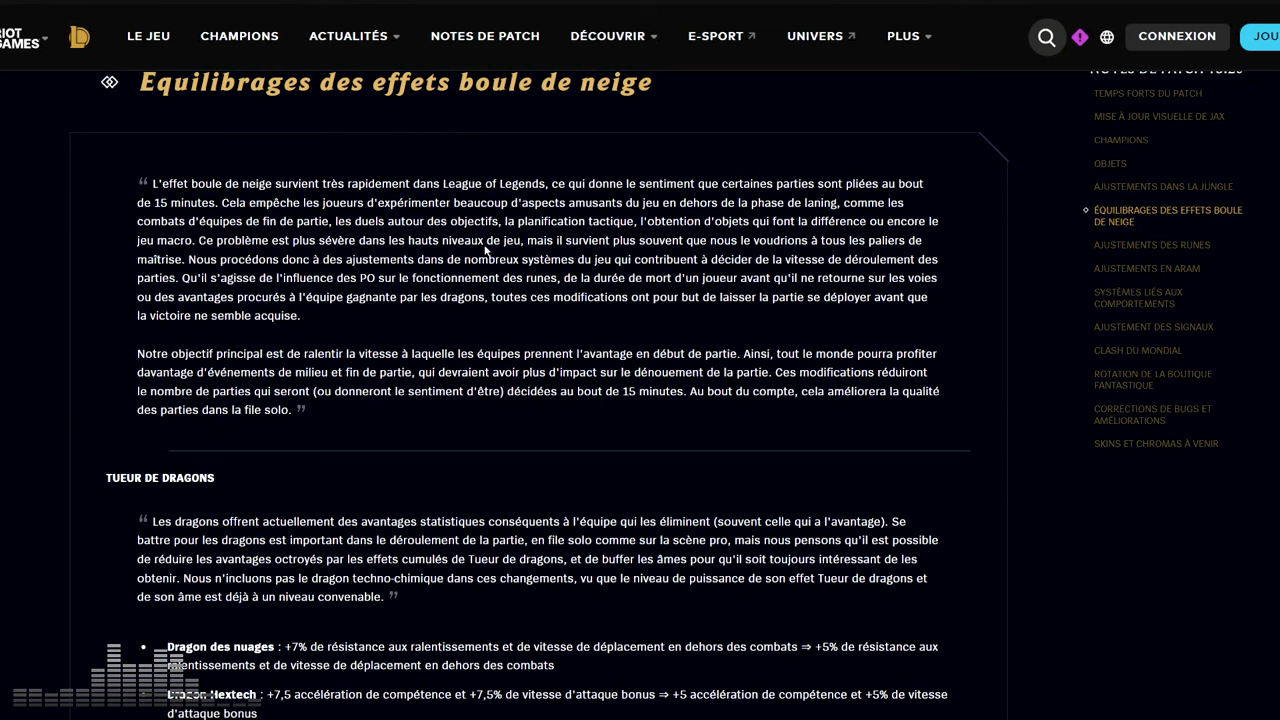 RIOT GAMES
LE JEU
CHAMPIONS
ACTUALITÉS
NOTES DE PATCH
DÉCOUVRIR
E-SPORT
UNIVERS
PLUS
CONNEXION
Equilibrages des effets boule de neige
“ L'effet boule de neige survient très rapidement dans League of Legends, ce qui donne le sentiment que certaines parties sont pliées au bout
de 15 minutes. Cela empêche les joueurs d'expérimenter beaucoup d'aspects amusants du jeu en dehors de la phase de laning, comme les
combats d'équipes de fin de partie, les duels autour des objectifs, la planification tactique, l'obtention d'objets qui font la différence ou encore le
jeu macro. Ce problème est plus sévère dans les hauts niveaux de jeu, mais il survient plus souvent que nous le voudrions à tous les paliers de
maîtrise. Nous procédons donc à des ajustements dans de nombreux systèmes du jeu qui contribuent à décider de la vitesse de déroulement des
parties. Qu'il s'agisse de l'influence des PO sur le fonctionnement des runes, de la durée de mort d'un joueur avant qu'il ne retourne sur les voies
ou des avantages procurés à l'équipe gagnante par les dragons, toutes ces modifications ont pour but de laisser la partie se déployer avant que
la victoire ne semble acquise.
Notre objectif principal est de ralentir la vitesse à laquelle les équipes prennent l'avantage en début de partie. Ainsi, tout le monde pourra profiter
davantage d'événements de milieu et fin de partie, qui devraient avoir plus d'impact sur le dénouement de la partie. Ces modifications réduiront
le nombre de parties qui seront (ou donneront le sentiment d'être) décidées au bout de 15 minutes. Au bout du compte, cela améliorera la qualité
des parties dans la file solo. ”
TUEUR DE DRAGONS
“ Les dragons offrent actuellement des avantages statistiques conséquents à l'équipe qui les éliminent (souvent celle qui a l'avantage). Se
battre pour les dragons est important dans le déroulement de la partie, en file solo comme sur la scène pro, mais nous pensons qu'il est possible
de réduire les avantages octroyés par les effets cumulés de Tueur de dragons, et de buffer les âmes pour qu'il soit toujours intéressant de les
obtenir. Nous n'incluons pas le dragon techno-chimique dans ces changements, vu que le niveau de puissance de son effet Tueur de dragons et
de son âme est déjà à un niveau convenable. ”
• Dragon des nuages : +7% de résistance aux ralentissements et de vitesse de déplacement en dehors des combats ⇒ +5% de résistance aux
ralentissements et de vitesse de déplacement en dehors des combats
Dragon Hextech : +7,5 accélération de compétence et +7,5% de vitesse d'attaque bonus ⇒ +5 accélération de compétence et +5% de vitesse
d'attaque bonus
TEMPS FORTS DU PATCH
MISE À JOUR VISUELLE DE JAX
CHAMPIONS
OBJETS
AJUSTEMENTS DANS LA JUNGLE
ÉQUILIBRAGES DES EFFETS BOULE
DE NEIGE
AJUSTEMENTS DES RUNES
AJUSTEMENTS EN ARAM
SYSTÈMES LIÉS AUX
COMPORTEMENTS
AJUSTEMENT DES SIGNAUX
CLASH DU MONDIAL
ROTATION DE LA BOUTIQUE
FANTASTIQUE
CORRECTIONS DE BUGS ET
AMÉLIORATIONS
SKINS ET CHROMAS À VENIR